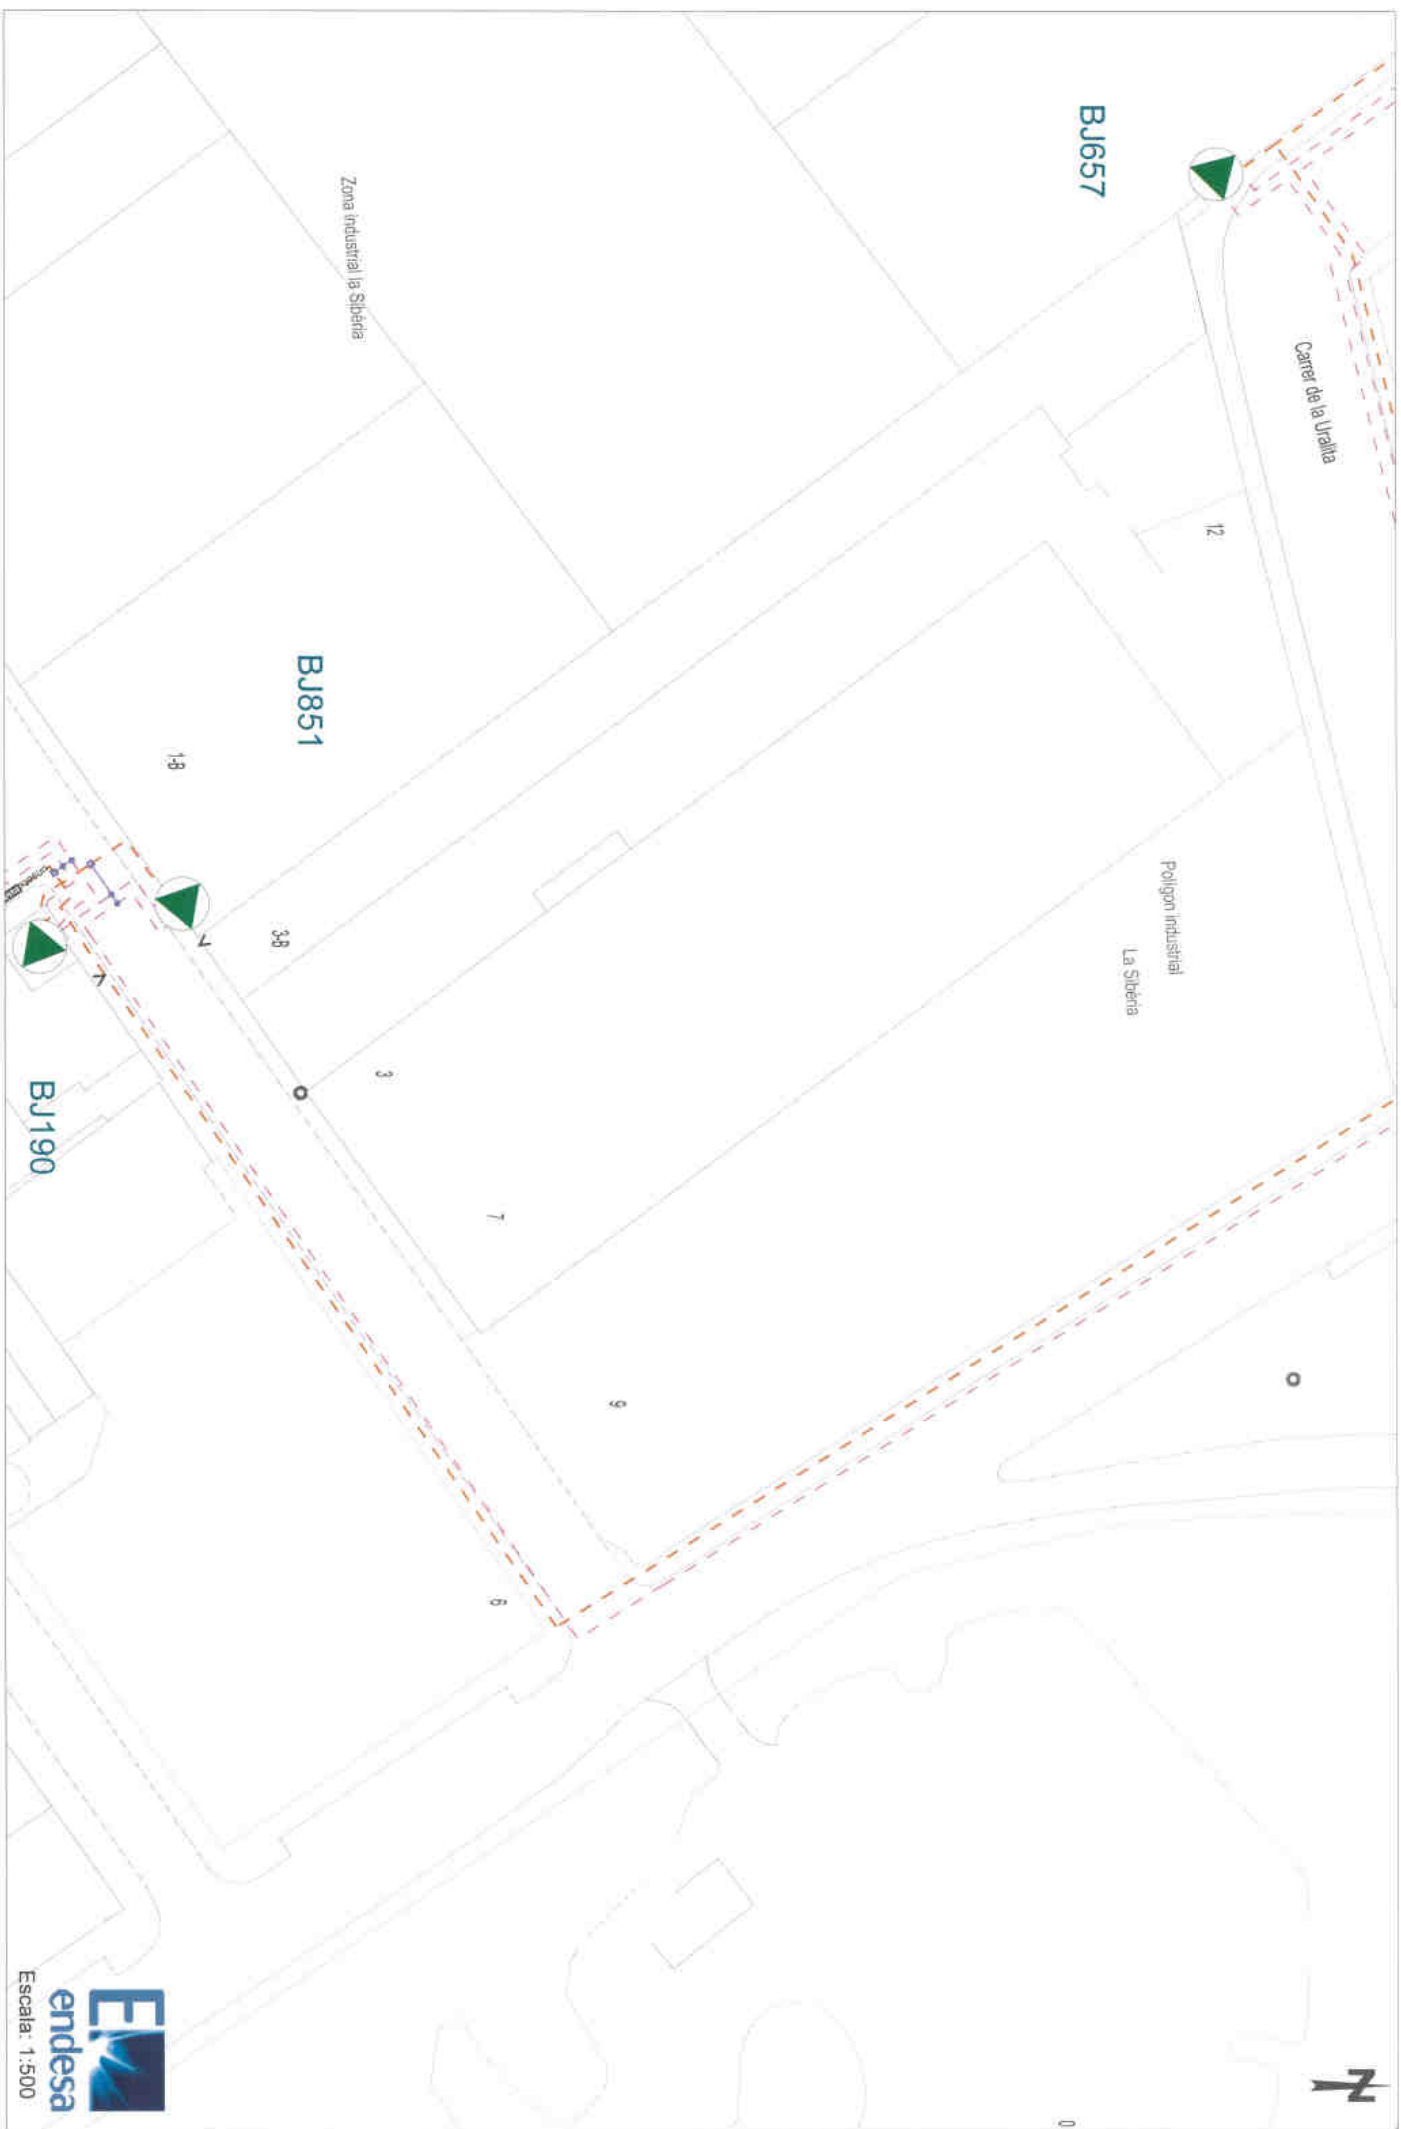 N
Carrer de la Uralita
BJ657
12
Polígon industrial
La Sibèria
Zona industrial la Sibèria
BJ851
1-B
3-B
3
7
9
6
0
BJ190
endesa
Escala: 1:500